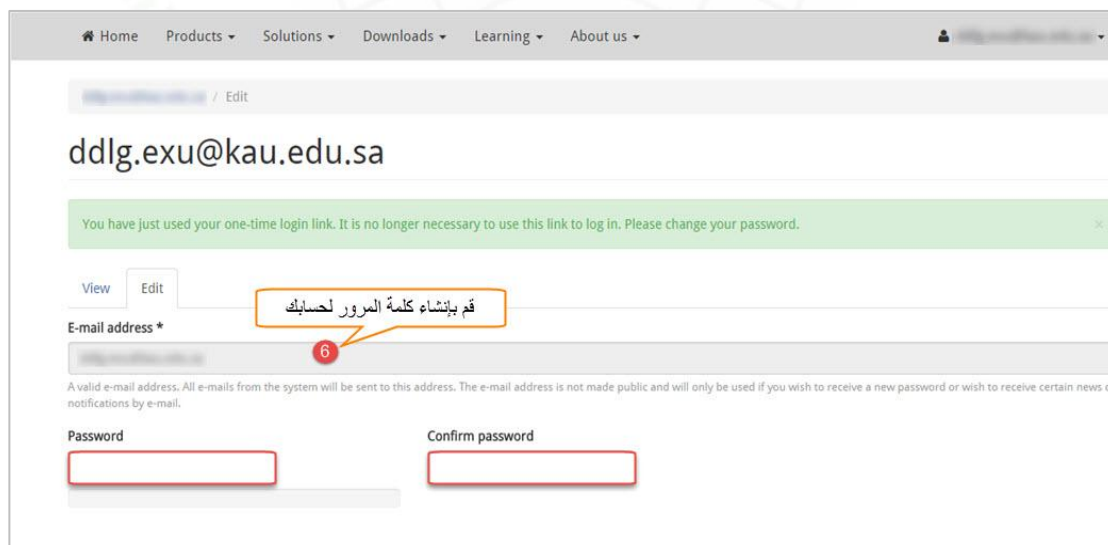 Home Products Solutions Downloads Learning About us
/ Edit
ddlg.exu@kau.edu.sa
You have just used your one-time login link. It is no longer necessary to use this link to log in. Please change your password. ×
View Edit
قم بإنشاء كلمة المرور لحسابك
E-mail address *
6
A valid e-mail address. All e-mails from the system will be sent to this address. The e-mail address is not made public and will only be used if you wish to receive a new password or wish to receive certain news
notifications by e-mail.
Password Confirm password